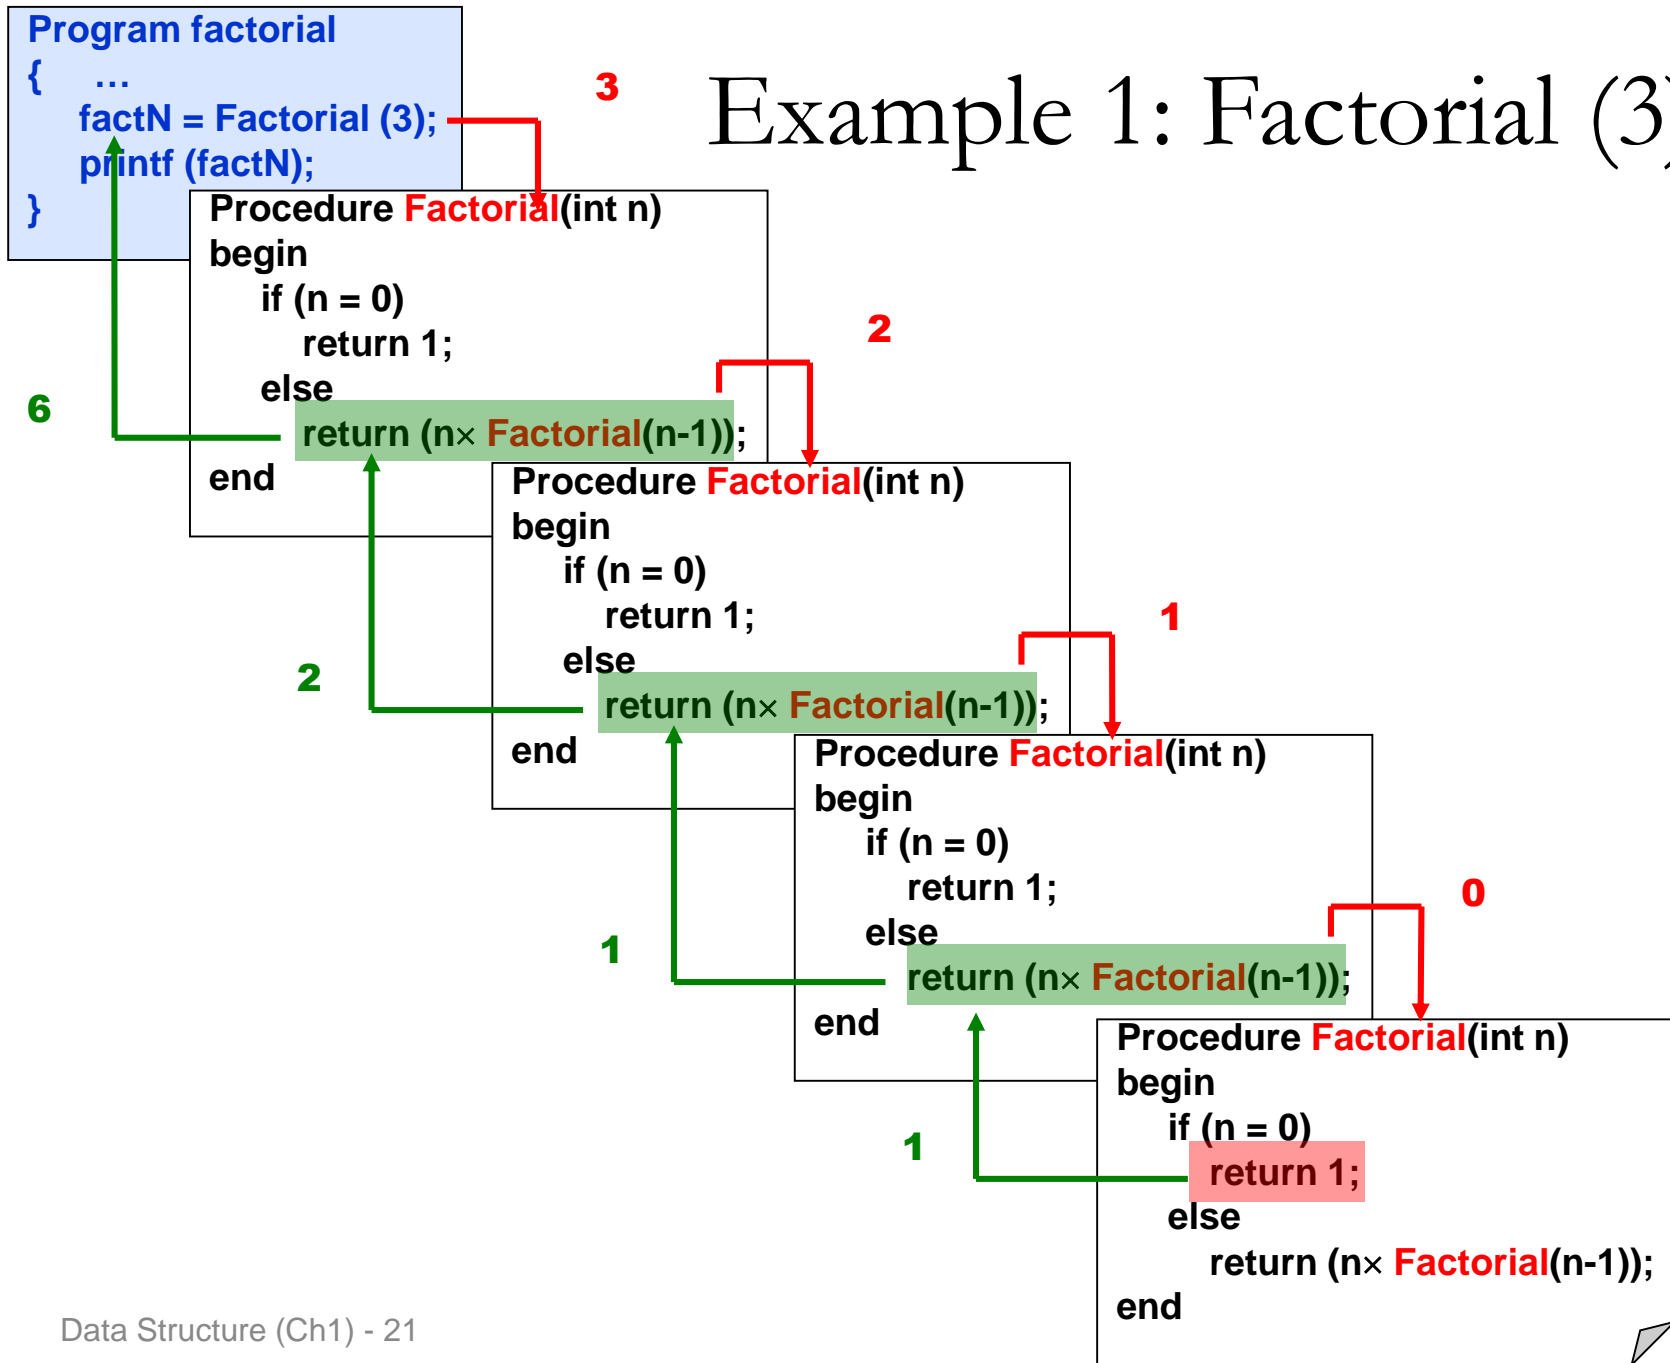 Program factorial
{ …
factN = Factorial (3);
printf (factN);
}
3
Example 1: Factorial (3)
Procedure Factorial(int n)
begin
if (n = 0)
return 1;
else
return (n× Factorial(n-1));
end
2
6
Procedure Factorial(int n)
begin
if (n = 0)
return 1;
else
return (n× Factorial(n-1));
end
1
2
Procedure Factorial(int n)
begin
if (n = 0)
return 1;
else
return (n× Factorial(n-1));
end
0
1
Procedure Factorial(int n)
begin
if (n = 0)
return 1;
else
return (n× Factorial(n-1));
end
1
Data Structure (Ch1) - 21